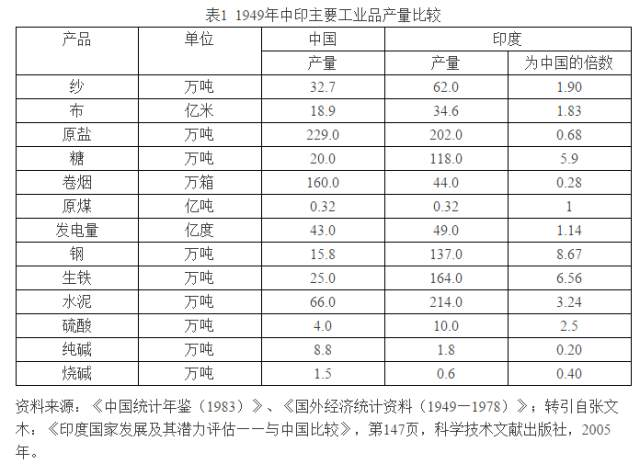 表1 1949年中印主要工业品产量比较
产品 单位 中国 印度
产量 产量 为中国的倍数
纱 万吨 32.7 62.0 1.90
布 亿米 18.9 34.6 1.83
原盐 万吨 229.0 202.0 0.68
糖 万吨 20.0 118.0 5.9
卷烟 万箱 160.0 44.0 0.28
原煤 亿吨 0.32 0.32 1
发电量 亿度 43.0 49.0 1.14
钢 万吨 15.8 137.0 8.67
生铁 万吨 25.0 164.0 6.56
水泥 万吨 66.0 214.0 3.24
硫酸 万吨 4.0 10.0 2.5
纯碱 万吨 8.8 1.8 0.20
烧碱 万吨 1.5 0.6 0.40
资料来源：《中国统计年鉴（1983）》、《国外经济统计资料（1949—1978）》；转引自张文
木：《印度国家发展及其潜力评估——与中国比较》，第147页，科学技术文献出版社，2005
年。